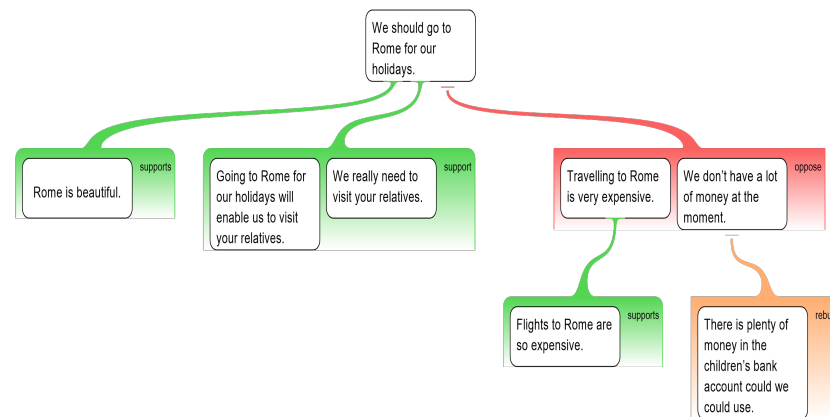 We should go to
Rome for our
holidays.
supports
Rome is beautiful.
support
Going to Rome for
our holidays will
enable us to visit
your relatives.
We really need to
visit your relatives.
oppose
Travelling to Rome
is very expensive.
We don't have a lot
of money at the
moment.
supports
Flights to Rome are
so expensive.
rebu
There is plenty of
money in the
children's bank
account could we
could use.